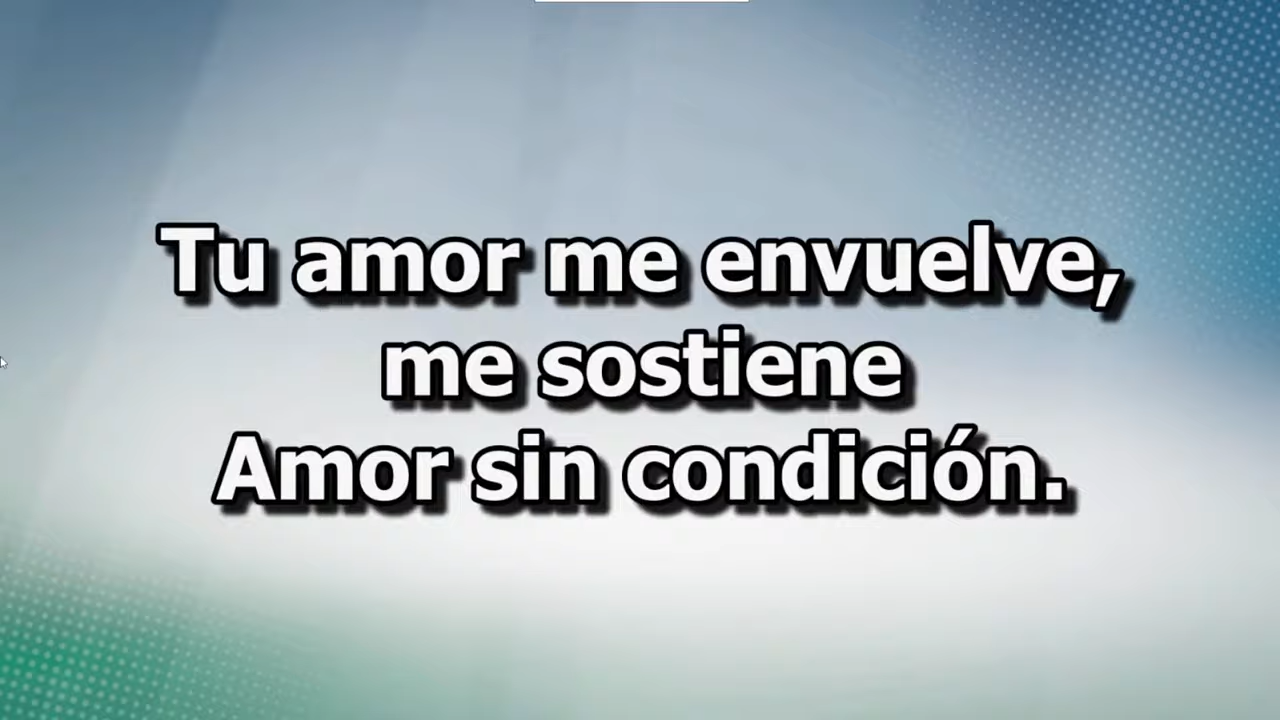 Tu amor me envuelve,
me sostiene
Amor sin condición.